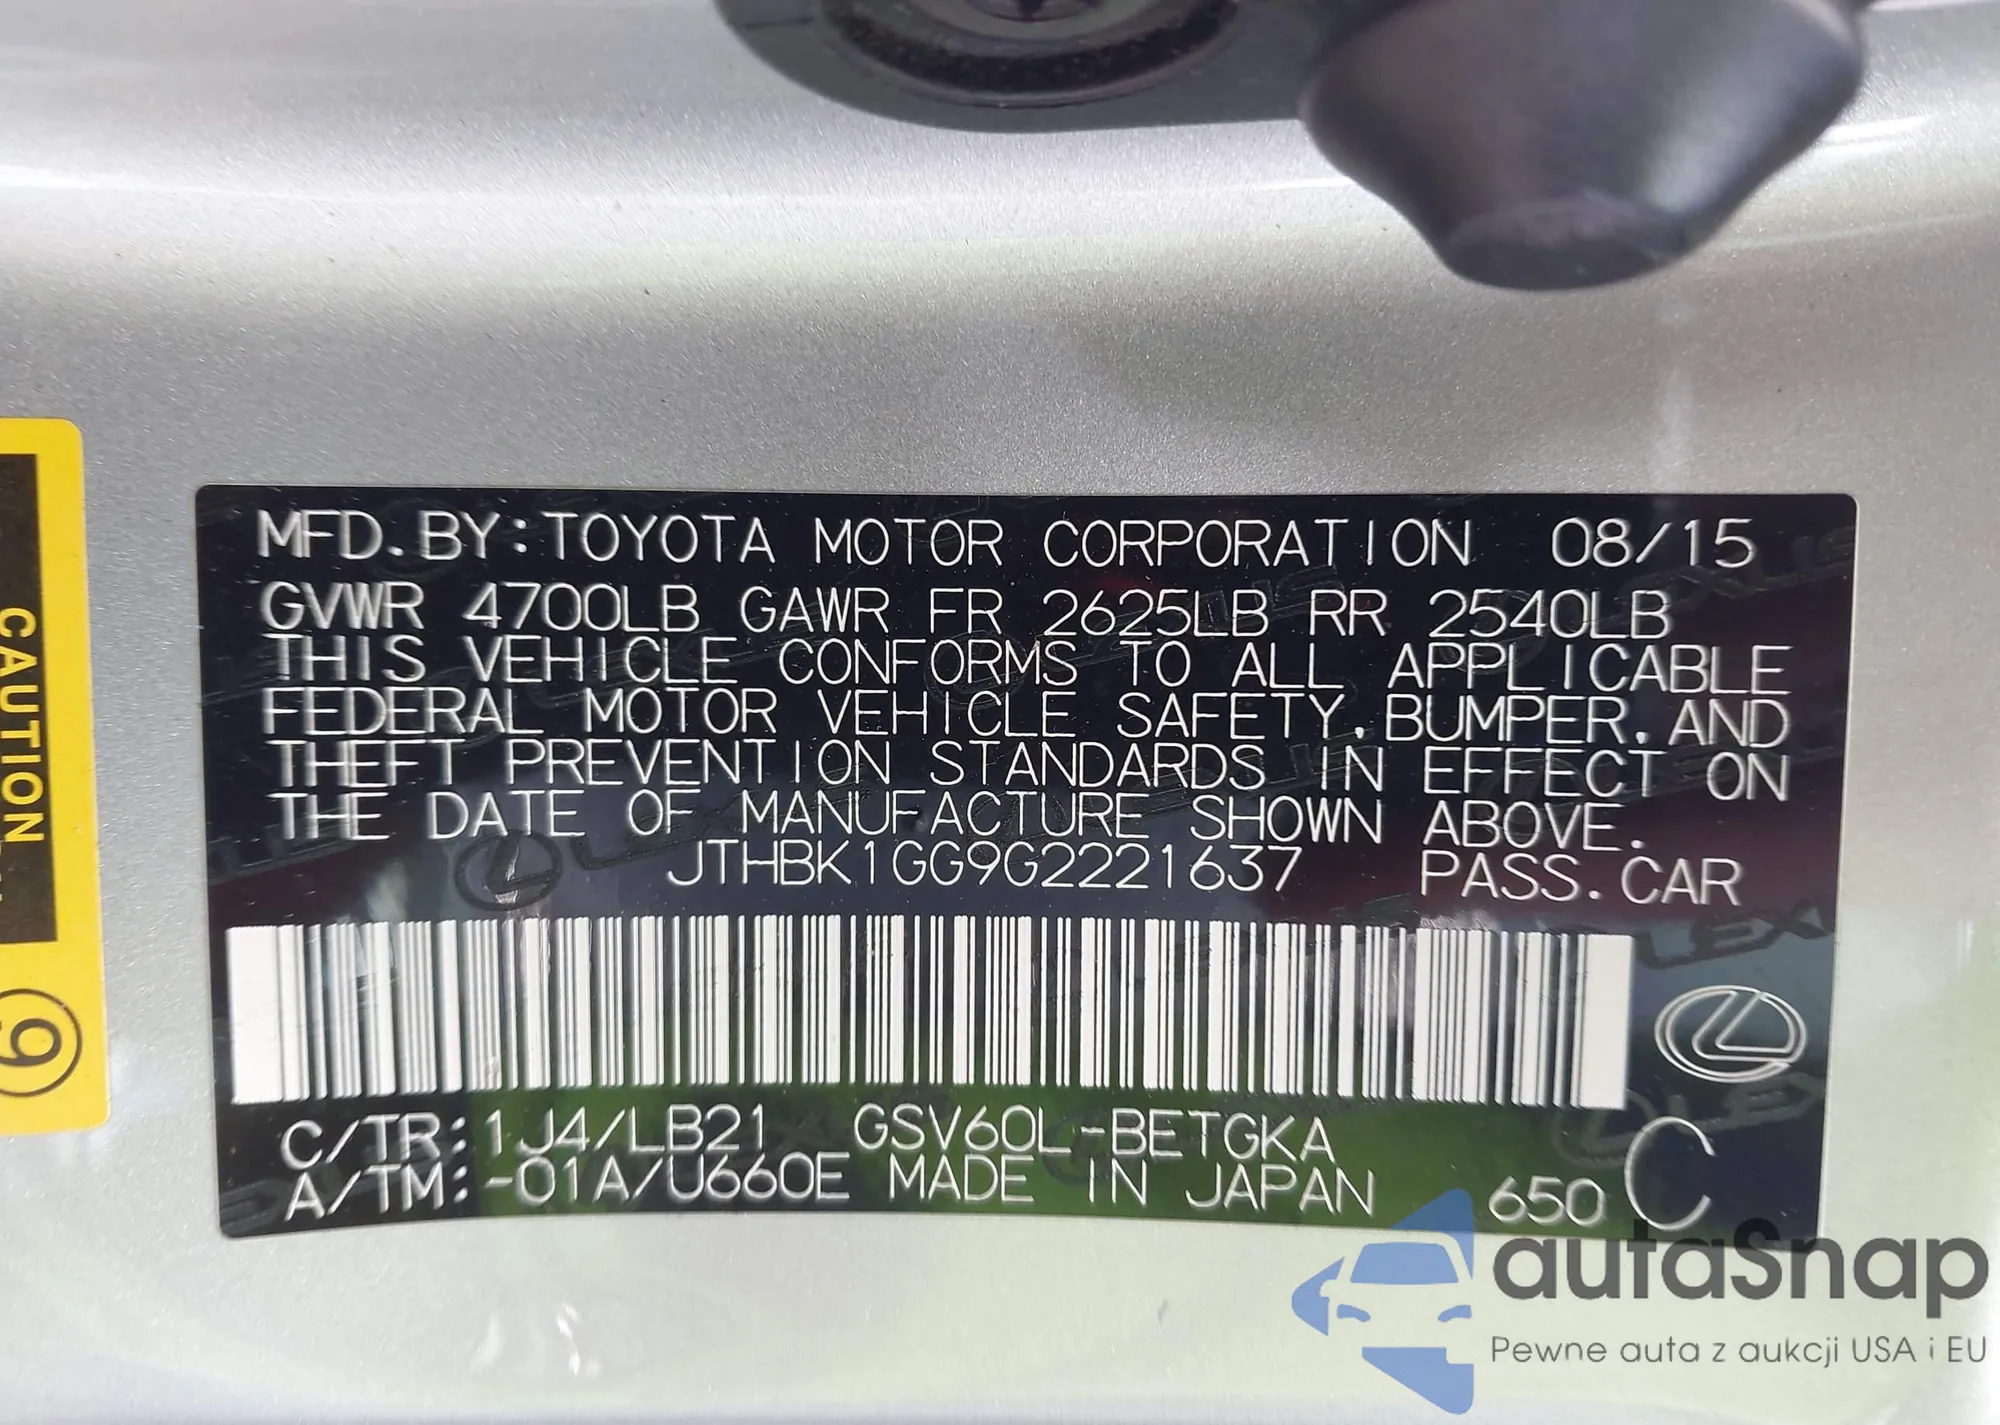 MFD.BY:TOYOTA MOTOR CORPORATION 08/15
GVWR 4700LB GAWR FR 2625LB RR 2540LB
THIS VEHICLE CONFORMS TO ALL APPLICABLE
FEDERAL MOTOR VEHICLE SAFETY,BUMPER,AND
THEFT PREVENTION STANDARDS IN EFFECT ON
THE DATE OF MANUFACTURE SHOWN ABOVE.
JTHBK1GG9G2221637 PASS.CAR
C/TR:1J4/LB21 GSV60L-BETGKA
A/TM:-01A/U660E MADE IN JAPAN 650 C
CAUTION
9
autaSnap
Pewne auta z aukcji USA i EU